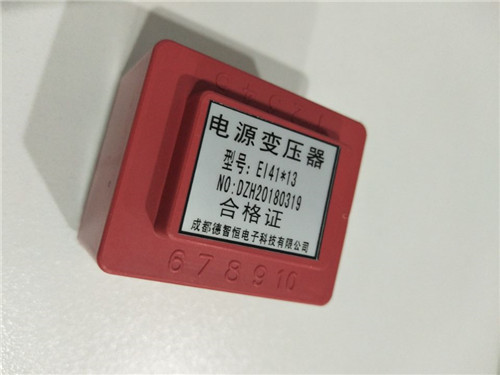 电源变压器
型号: EI41*13
NO:DZH20180319
合格证
成都德智恒电子科技有限公司
6 7 8 9 10